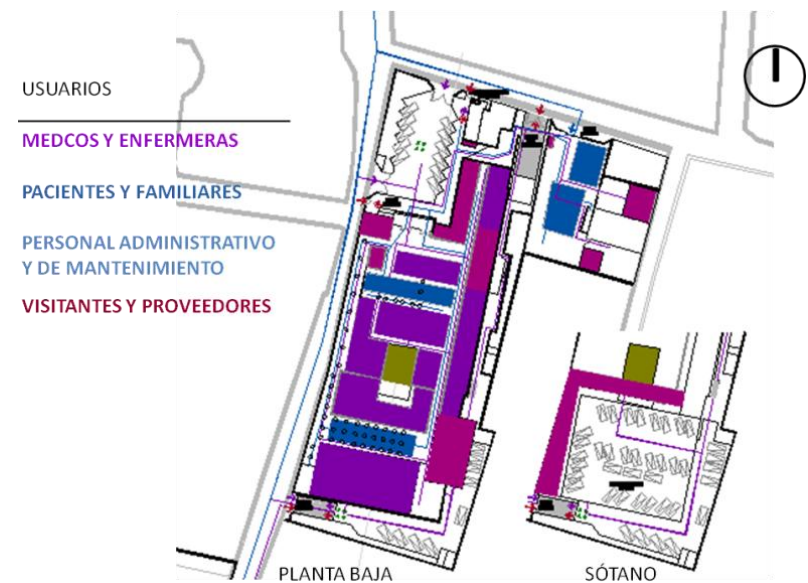 USUARIOS
MEDCOS Y ENFERMERAS
PACIENTES Y FAMILIARES
PERSONAL ADMINISTRATIVO
Y DE MANTENIMIENTO
VISITANTES Y PROVEEDORES
PLANTA BAJA
SÓTANO